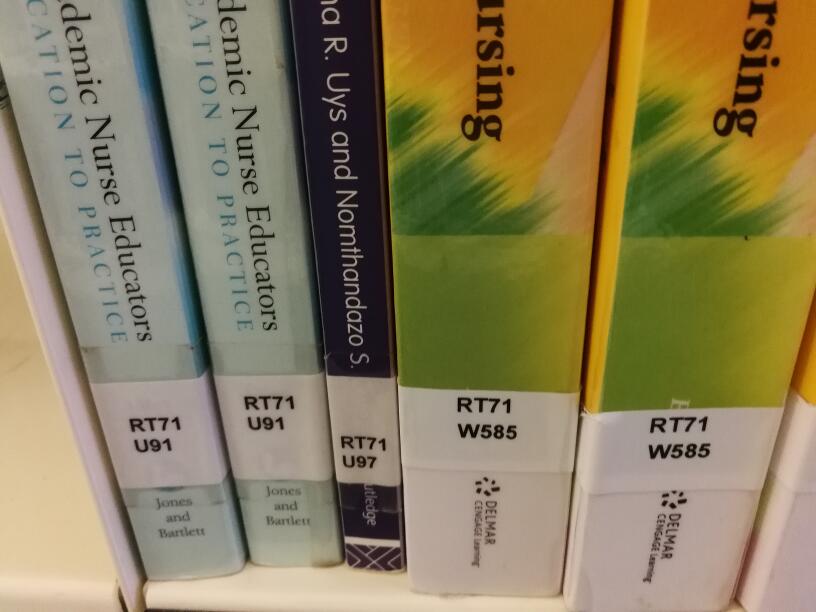 demic Nurse Educators
CATION TO PRACTICE
RT71
U91
Jones
and
Bartlett
demic Nurse Educators
CATION TO PRACTICE
RT71
U91
Jones
and
Bartlett
na R. Uys and Nomthandazo S.
RT71
U97
utledge
ursing
RT71
W585
DELMAR
CENGAGE Learning
rsing
RT71
W585
DELMAR
CENGAGE Learning